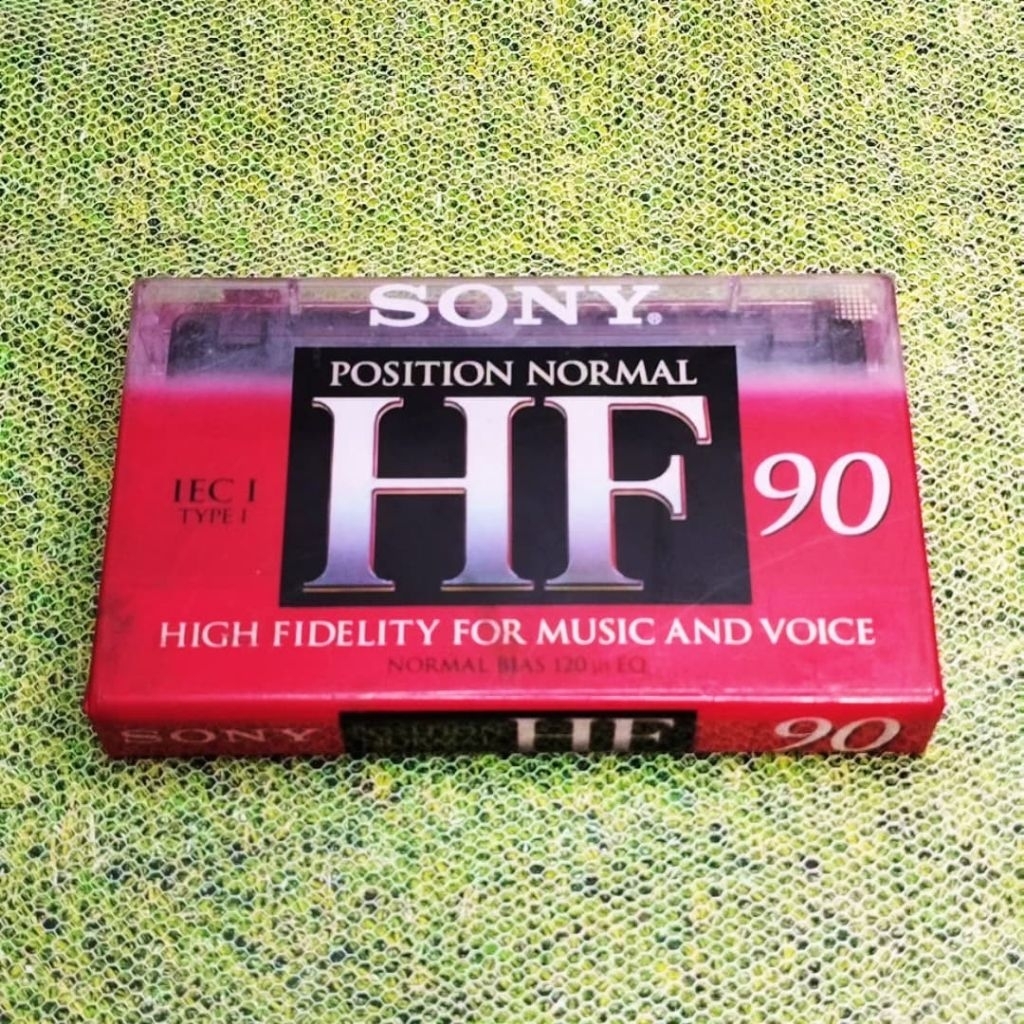 SONY®
POSITION NORMAL
HF
90
IEC I
TYPE I
HIGH FIDELITY FOR MUSIC AND VOICE
NORMAL BIAS 120 µs EQ
SONY
HF
90